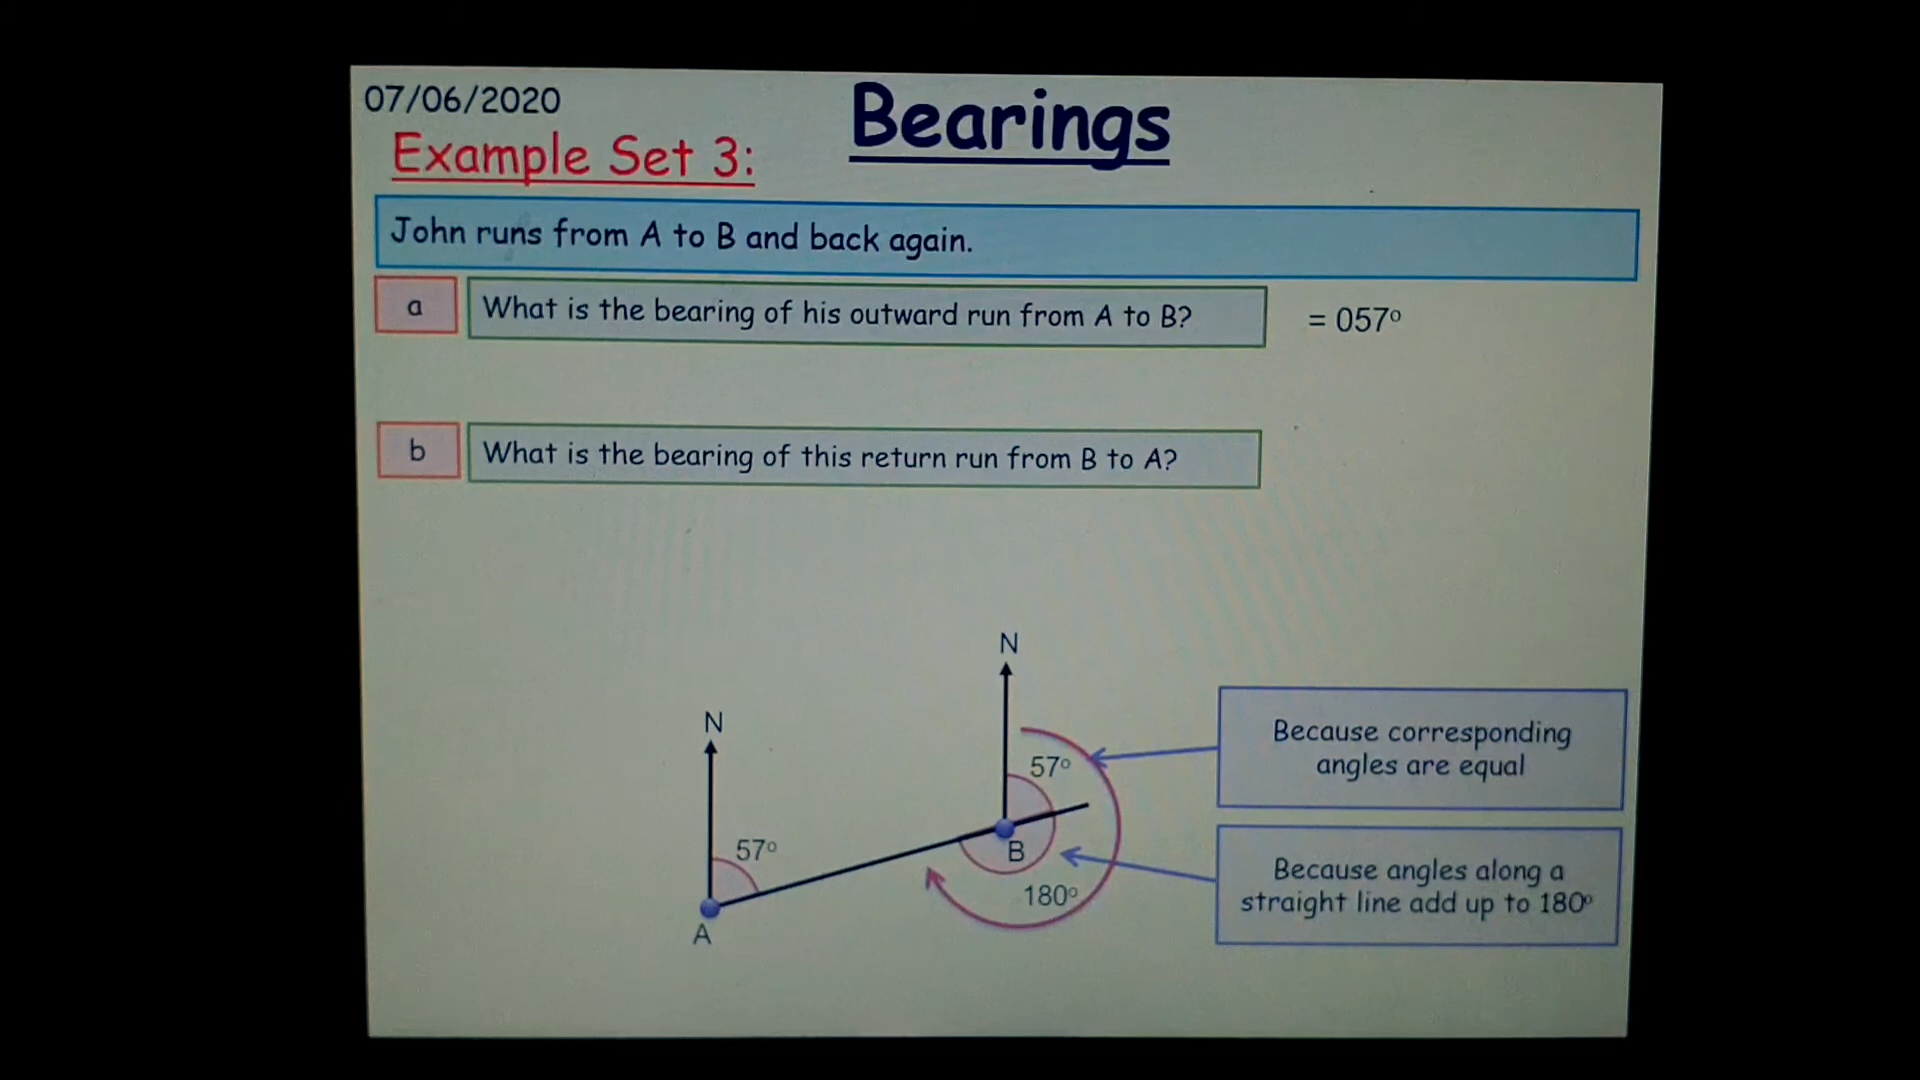 07/06/2020
Bearings
Example Set 3:
John runs from A to B and back again.
a
What is the bearing of his outward run from A to B?
= 057°
b
What is the bearing of this return run from B to A?
N
N
57°
57°
B
180°
A
Because corresponding
angles are equal
Because angles along a
straight line add up to 180°